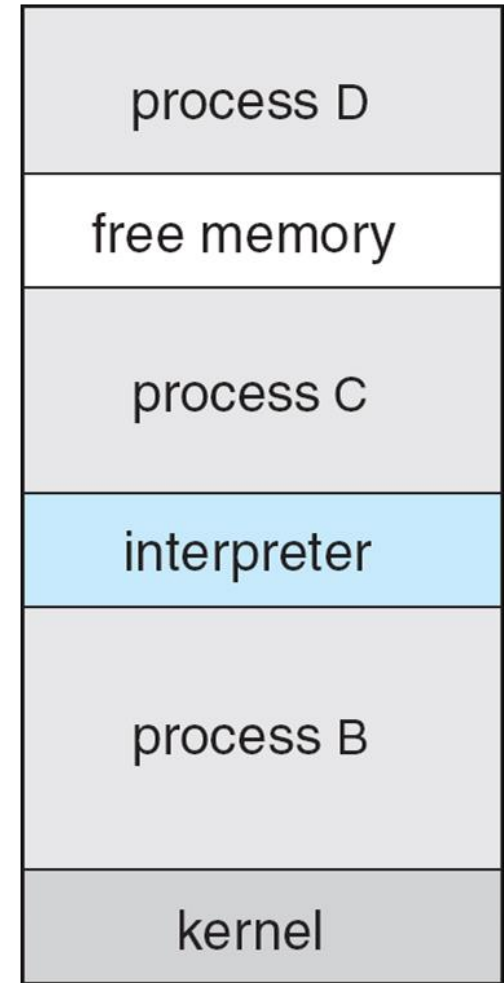 process D
free memory
process C
interpreter
process B
kernel